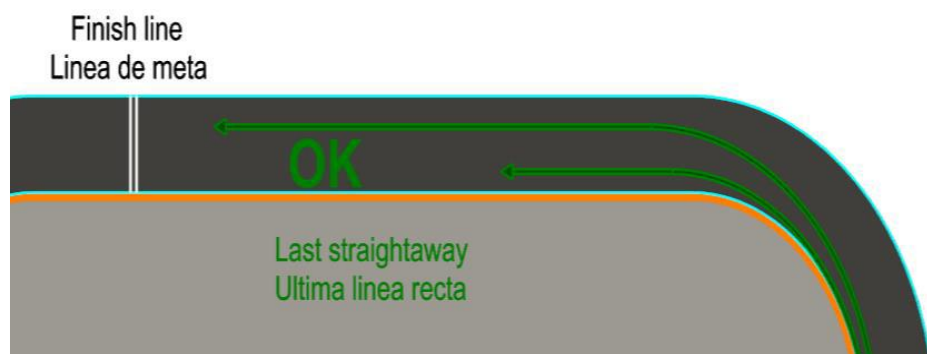 Finish line
Linea de meta
OK
Last straightaway
Ultima linea recta